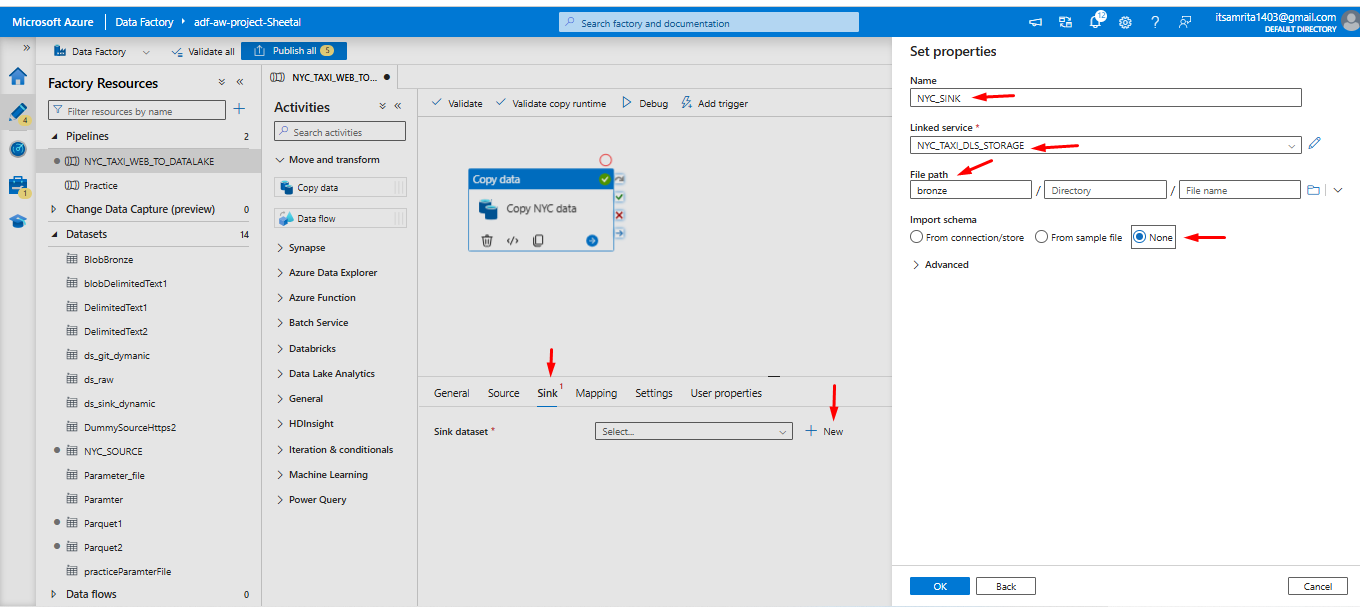 Microsoft Azure
Data Factory
adf-aw-project-Sheetal
Search factory and documentation
12
itsamrita1403@gmail.com
DEFAULT DIRECTORY
Data Factory
Validate all
Publish all
5
4
1
Factory Resources
Filter resources by name
Pipelines 2
NYC_TAXI_WEB_TO_DATALAKE
Practice
Change Data Capture (preview) 0
Datasets 14
BlobBronze
blobDelimitedText1
DelimitedText1
DelimitedText2
ds_git_dymanic
ds_raw
ds_sink_dynamic
DummySourceHttps2
NYC_SOURCE
Parameter_file
Paramter
Parquet1
Parquet2
practiceParamterFile
Data flows 0
NYC_TAXI_WEB_TO...
Activities
Search activities
Move and transform
Copy data
Data flow
Synapse
Azure Data Explorer
Azure Function
Batch Service
Databricks
Data Lake Analytics
General
HDInsight
Iteration & conditionals
Machine Learning
Power Query
Validate
Validate copy runtime
Debug
Add trigger
Copy data
Copy NYC data
General
Source
Sink 1
Mapping
Settings
User properties
Sink dataset *
Select...
New
Set properties
Name
NYC_SINK
Linked service *
NYC_TAXI_DLS_STORAGE
File path
bronze / Directory / File name
Import schema
From connection/store
From sample file
None
Advanced
OK
Back
Cancel